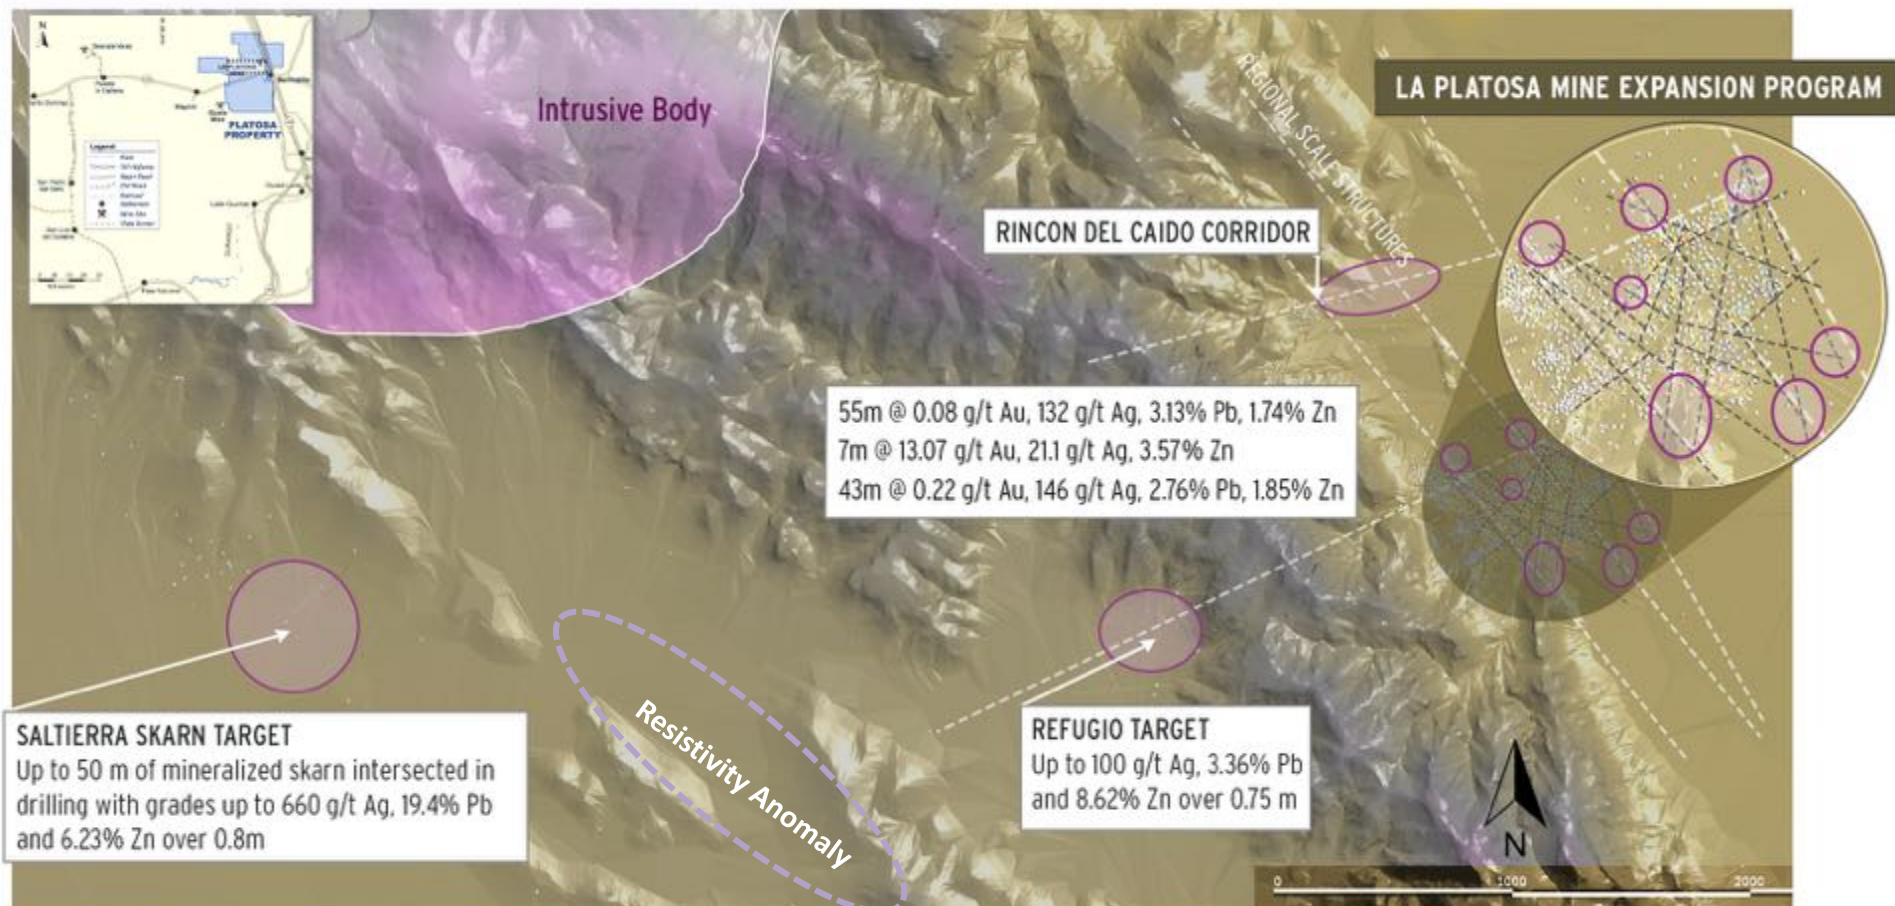 N
PLATOSA
PROPERTY
Legend
Intrusive Body
REGIONAL SCALE STRUCTURES
LA PLATOSA MINE EXPANSION PROGRAM
RINCON DEL CAIDO CORRIDOR
55m @ 0.08 g/t Au, 132 g/t Ag, 3.13% Pb, 1.74% Zn
7m @ 13.07 g/t Au, 21.1 g/t Ag, 3.57% Zn
43m @ 0.22 g/t Au, 146 g/t Ag, 2.76% Pb, 1.85% Zn
SALTIERRA SKARN TARGET
Up to 50 m of mineralized skarn intersected in
drilling with grades up to 660 g/t Ag, 19.4% Pb
and 6.23% Zn over 0.8m
Resistivity Anomaly
REFUGIO TARGET
Up to 100 g/t Ag, 3.36% Pb
and 8.62% Zn over 0.75 m
N
0 1000 2000